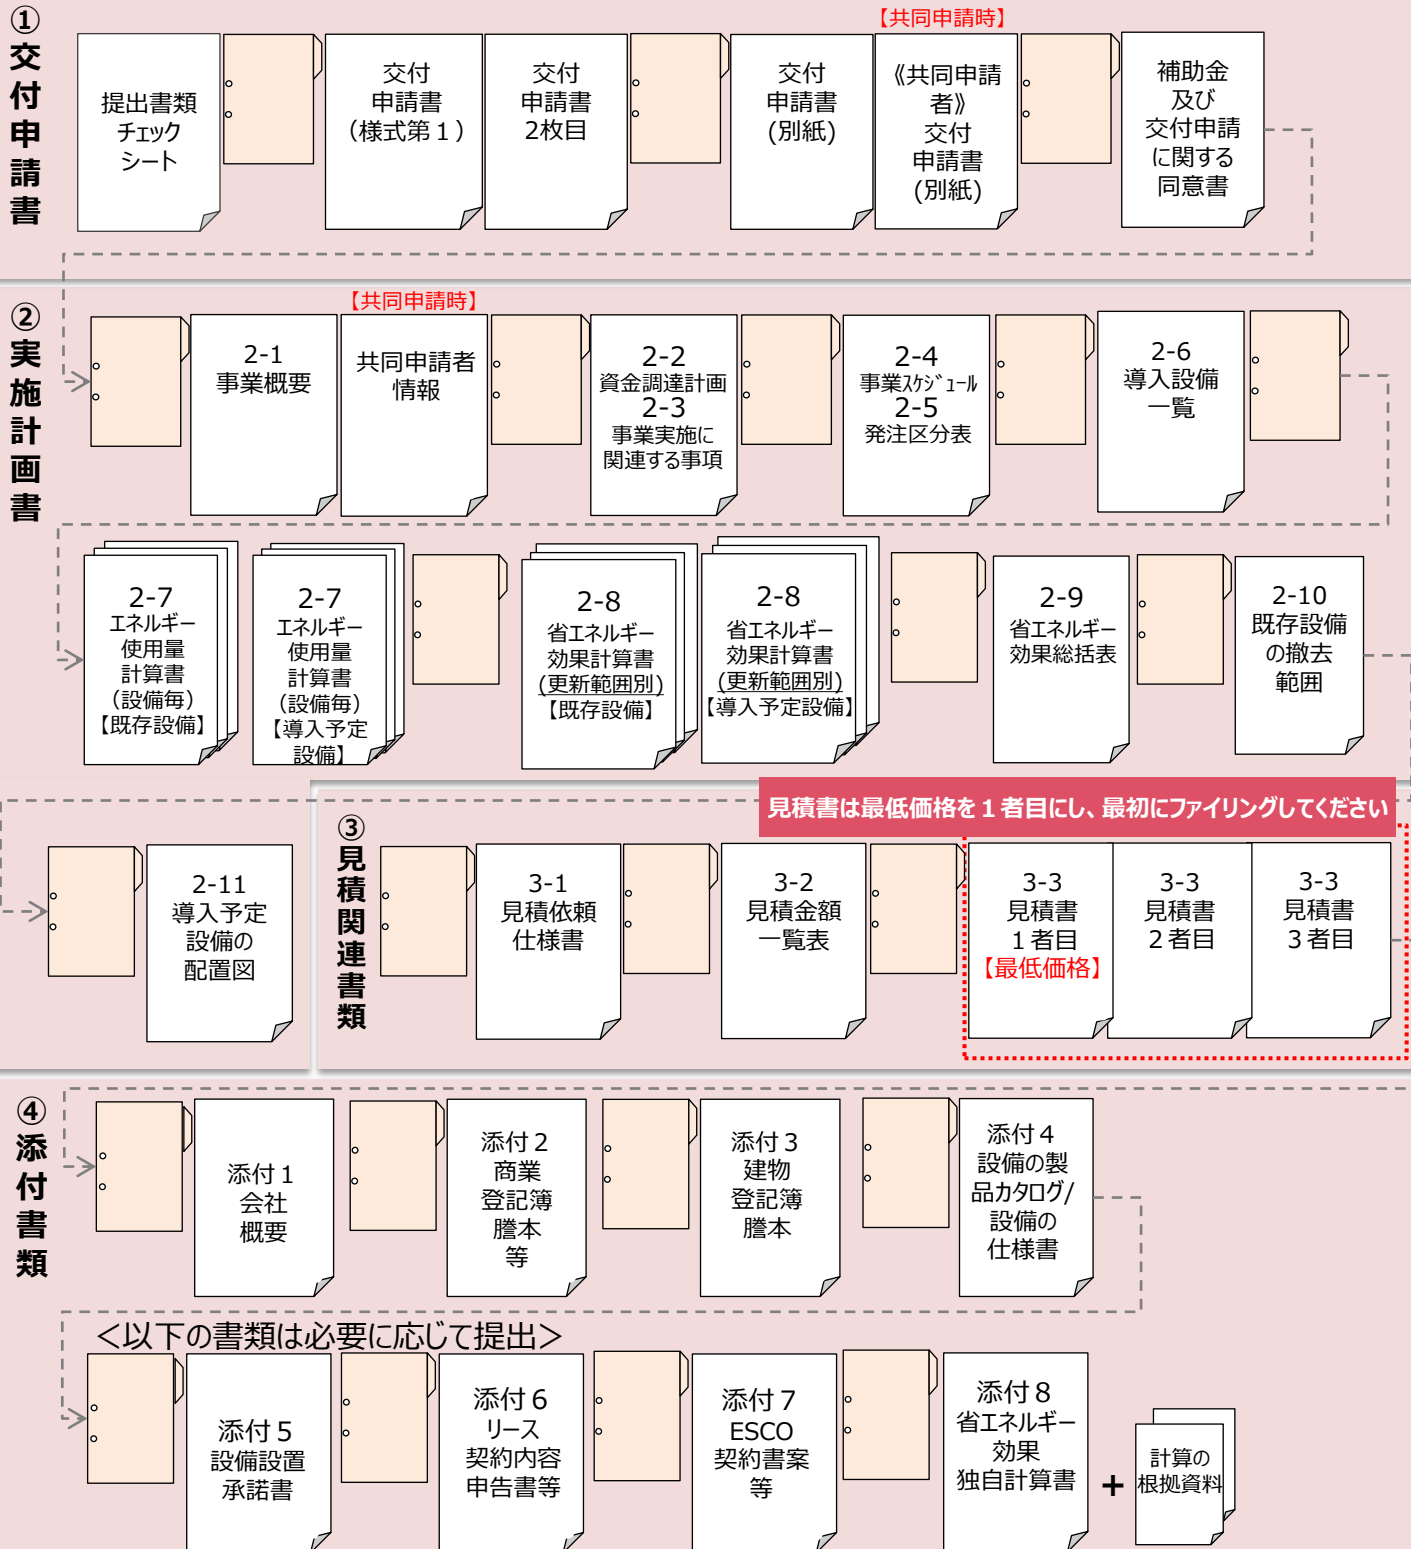 ①交付申請書
提出書類
チェック
シート
交付
申請書
（様式第１）
交付
申請書
2枚目
交付
申請書
(別紙)
【共同申請時】
《共同申請
者》
交付
申請書
(別紙)
補助金
及び
交付申請
に関する
同意書
②実施計画書
2-1
事業概要
【共同申請時】
共同申請者
情報
2-2
資金調達計画
2-3
事業実施に
関連する事項
2-4
事業ｽｹｼﾞｭｰﾙ
2-5
発注区分表
2-6
導入設備
一覧
2-7
エネルギー
使用量
計算書
（設備毎）
【既存設備】
2-7
エネルギー
使用量
計算書
（設備毎）
【導入予定
設備】
2-8
省エネルギー
効果計算書
(更新範囲別)
【既存設備】
2-8
省エネルギー
効果計算書
(更新範囲別)
【導入予定設備】
2-9
省エネルギー
効果総括表
2-10
既存設備
の撤去
範囲
2-11
導入予定
設備の
配置図
③見積関連書類
見積書は最低価格を１者目にし、最初にファイリングしてください
3-1
見積依頼
仕様書
3-2
見積金額
一覧表
3-3
見積書
１者目
【最低価格】
3-3
見積書
２者目
3-3
見積書
３者目
④添付書類
添付１
会社
概要
添付２
商業
登記簿
謄本
等
添付３
建物
登記簿
謄本
添付４
設備の製
品カタログ/
設備の
仕様書
＜以下の書類は必要に応じて提出＞
添付５
設備設置
承諾書
添付６
リース
契約内容
申告書等
添付７
ESCO
契約書案
等
添付８
省エネルギー
効果
独自計算書
+
計算の
根拠資料